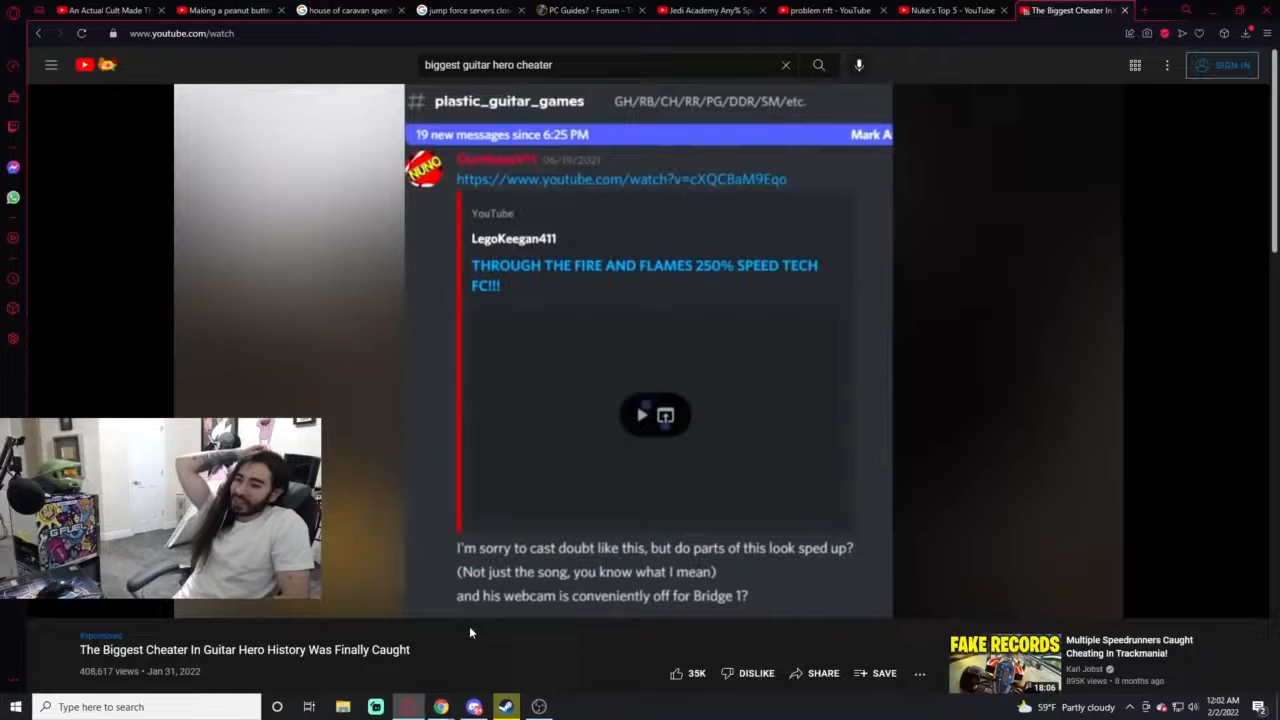 An Actual Cult Made Th
Making a peanut butte
house of caravan speed
jump force servers clos
PC Guides? - Forum - T
Jedi Academy Any% Sp
problem nft - YouTube
Nuke's Top 5 - YouTube
The Biggest Cheater In
www.youtube.com/watch
biggest guitar hero cheater
SIGN IN
# plastic_guitar_games GH/RB/CH/RR/PG/DDR/SM/etc.
19 new messages since 6:25 PM Mark A
NUNO
06/19/2021
https://www.youtube.com/watch?v=cXQCBaM9Eqo
YouTube
LegoKeegan411
THROUGH THE FIRE AND FLAMES 250% SPEED TECH
FC!!!
I'm sorry to cast doubt like this, but do parts of this look sped up?
(Not just the song, you know what I mean)
and his webcam is conveniently off for Bridge 1?
G FUEL
#sponsored
The Biggest Cheater In Guitar Hero History Was Finally Caught
408,617 views • Jan 31, 2022
35K DISLIKE SHARE SAVE
FAKE RECORDS
18:06
Multiple Speedrunners Caught
Cheating In Trackmania!
Karl Jobst
895K views • 8 months ago
Type here to search
59°F Partly cloudy
12:02 AM
2/2/2022
2